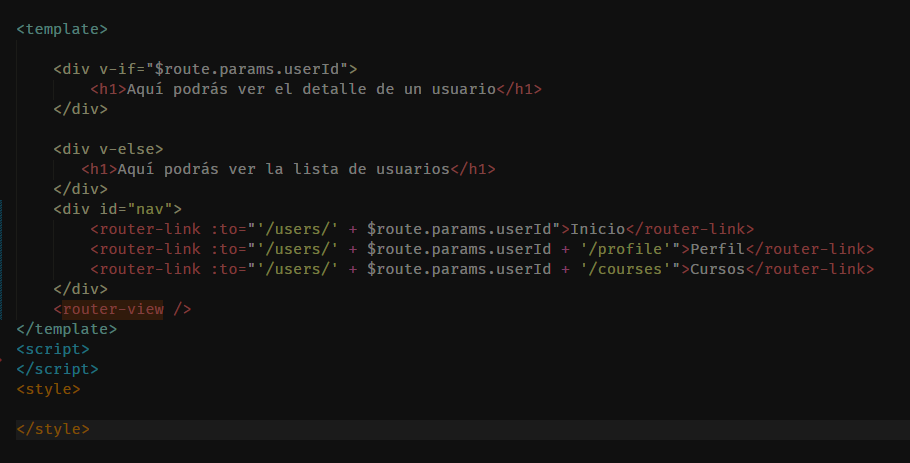 <template>
<div v-if="$route.params.userId">
<h1>Aquí podrás ver el detalle de un usuario</h1>
</div>
<div v-else>
<h1>Aquí podrás ver la lista de usuarios</h1>
</div>
<div id="nav">
<router-link :to="'/users/' + $route.params.userId">Inicio</router-link>
<router-link :to="'/users/' + $route.params.userId + '/profile'">Perfil</router-link>
<router-link :to="'/users/' + $route.params.userId + '/courses'">Cursos</router-link>
</div>
<router-view />
</template>
<script>
</script>
<style>
</style>